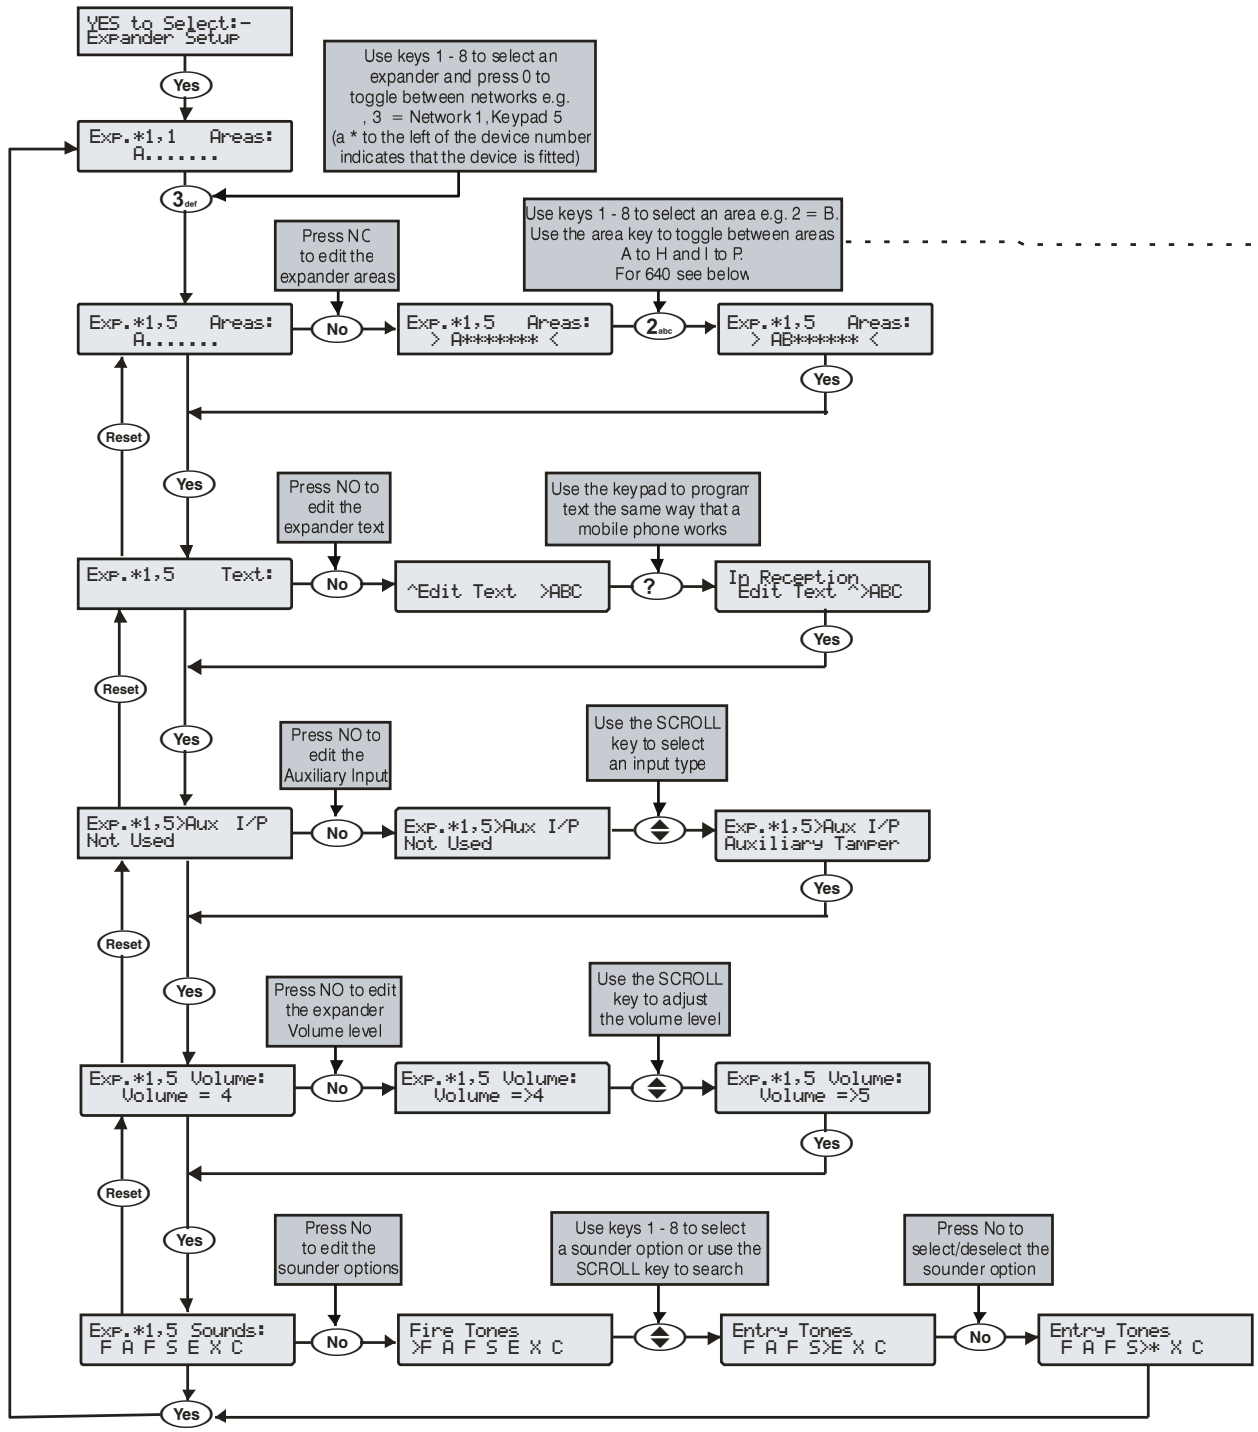 YES to Select:-
Expander Setup
Yes
Use keys 1 - 8 to select an
expander and press 0 to
toggle between networks e.g.
, 3 = Network 1, Keypad 5
(a * to the left of the device number
indicates that the device is fitted)
Exp.*1,1 Areas:
A.......
3def
Press NO
to edit the
expander areas
Use keys 1 - 8 to select an area e.g. 2 = B.
Use the area key to toggle between areas
A to H and I to P.
For 640 see below
Exp.*1,5 Areas:
A.......
No
Exp.*1,5 Areas:
> A******* <
2abc
Exp.*1,5 Areas:
> AB****** <
Yes
Reset
Yes
Press NO to
edit the
expander text
Use the keypad to program
text the same way that a
mobile phone works
Exp.*1,5 Text:
No
^Edit Text >ABC
?
In Reception
Edit Text ^>ABC
Yes
Reset
Yes
Press NO to
edit the
Auxiliary Input
Use the SCROLL
key to select
an input type
Exp.*1,5>Aux I/P
Not Used
No
Exp.*1,5>Aux I/P
Not Used
Exp.*1,5>Aux I/P
Auxiliary Tamper
Yes
Reset
Yes
Press NO to edit
the expander
Volume level
Use the SCROLL
key to adjust
the volume level
Exp.*1,5 Volume:
Volume = 4
No
Exp.*1,5 Volume:
Volume =>4
Exp.*1,5 Volume:
Volume =>5
Yes
Reset
Yes
Press No
to edit the
sounder options
Use keys 1 - 8 to select
a sounder option or use the
SCROLL key to search
Press No to
select/deselect the
sounder option
Exp.*1,5 Sounds:
F A F S E X C
No
Fire Tones
>F A F S E X C
Entry Tones
F A F S>E X C
No
Entry Tones
F A F S>* X C
Yes